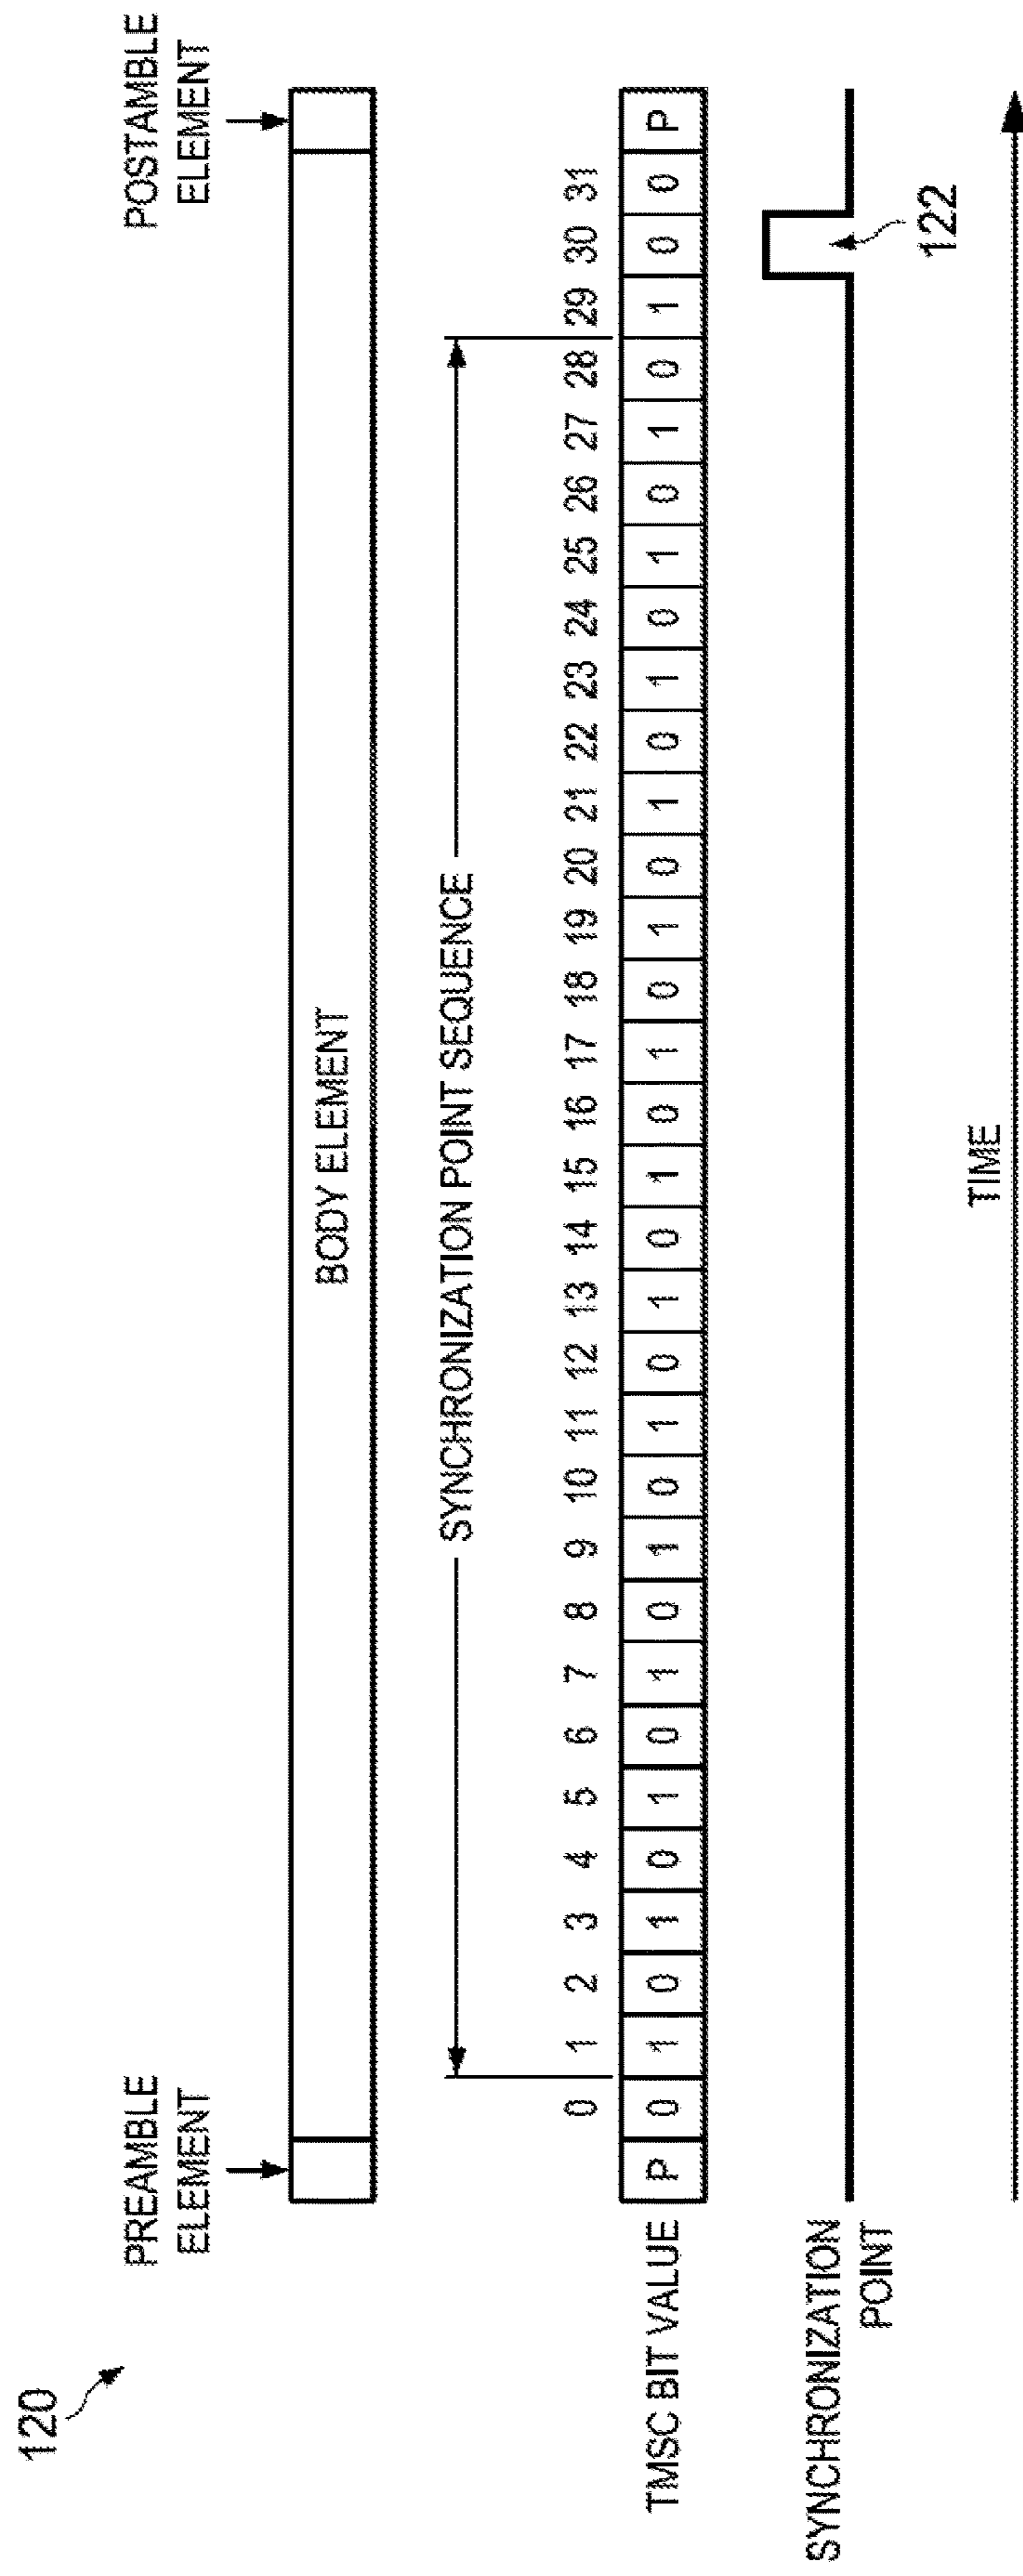 120
PREAMBLE
ELEMENT
POSTAMBLE
ELEMENT
BODY ELEMENT
SYNCHRONIZATION POINT SEQUENCE
0 1 2 3 4 5 6 7 8 9 10 11 12 13 14 15 16 17 18 19 20 21 22 23 24 25 26 27 28 29 30 31
TMSC BIT VALUE P 0 1 0 1 0 1 0 1 0 1 0 1 0 1 0 1 0 1 0 1 0 1 0 1 0 1 0 1 0 1 0 0 P
SYNCHRONIZATION
POINT
122
TIME